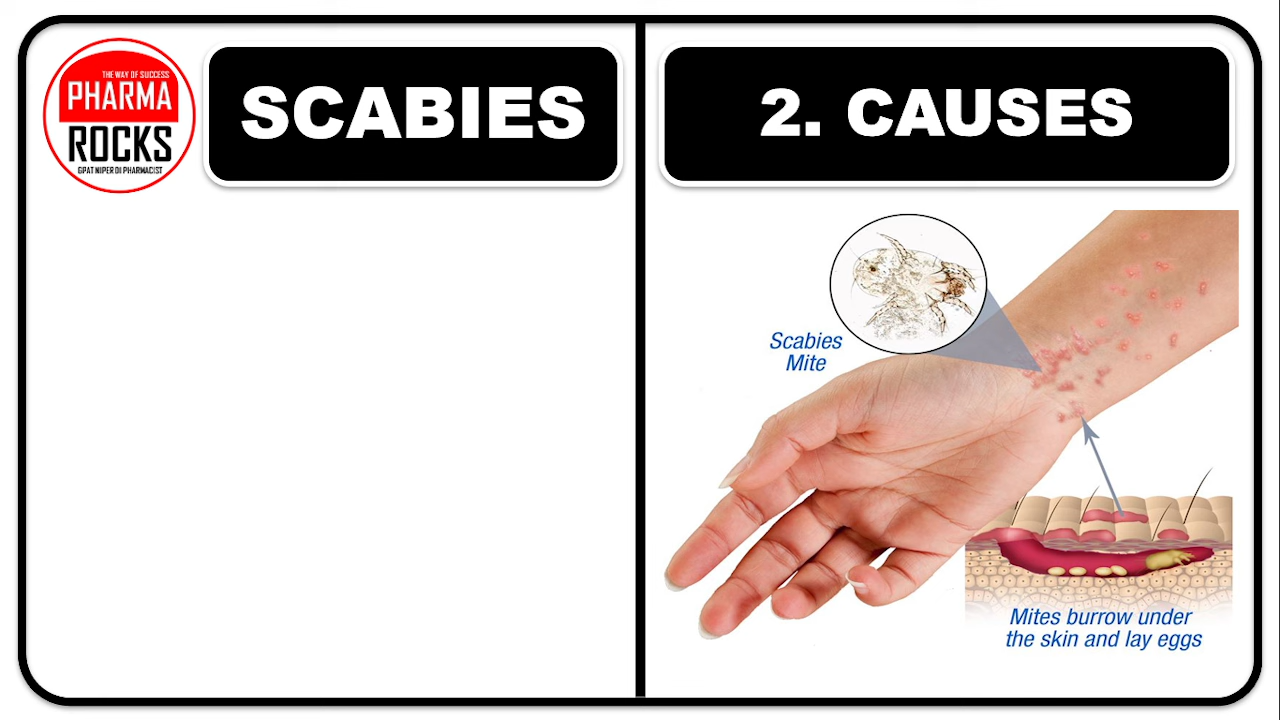 THE WAY OF SUCCESS
PHARMA
ROCKS
GPAT NIPER DI PHARMACIST
SCABIES
2. CAUSES
Scabies
Mite
Mites burrow under
the skin and lay eggs